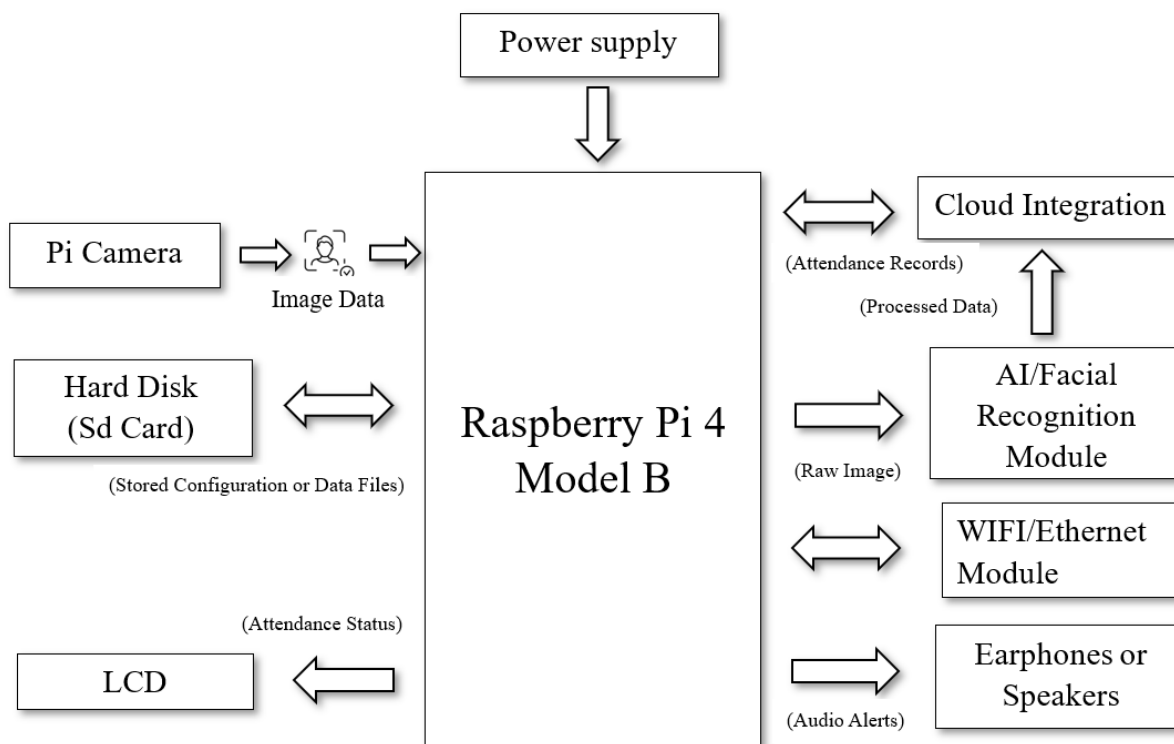 Power supply
Pi Camera
Image Data
Hard Disk
(Sd Card)
(Stored Configuration or Data Files)
(Attendance Status)
LCD
Raspberry Pi 4
Model B
Cloud Integration
(Attendance Records)
(Processed Data)
AI/Facial
Recognition
Module
(Raw Image)
WIFI/Ethernet
Module
Earphones or
Speakers
(Audio Alerts)